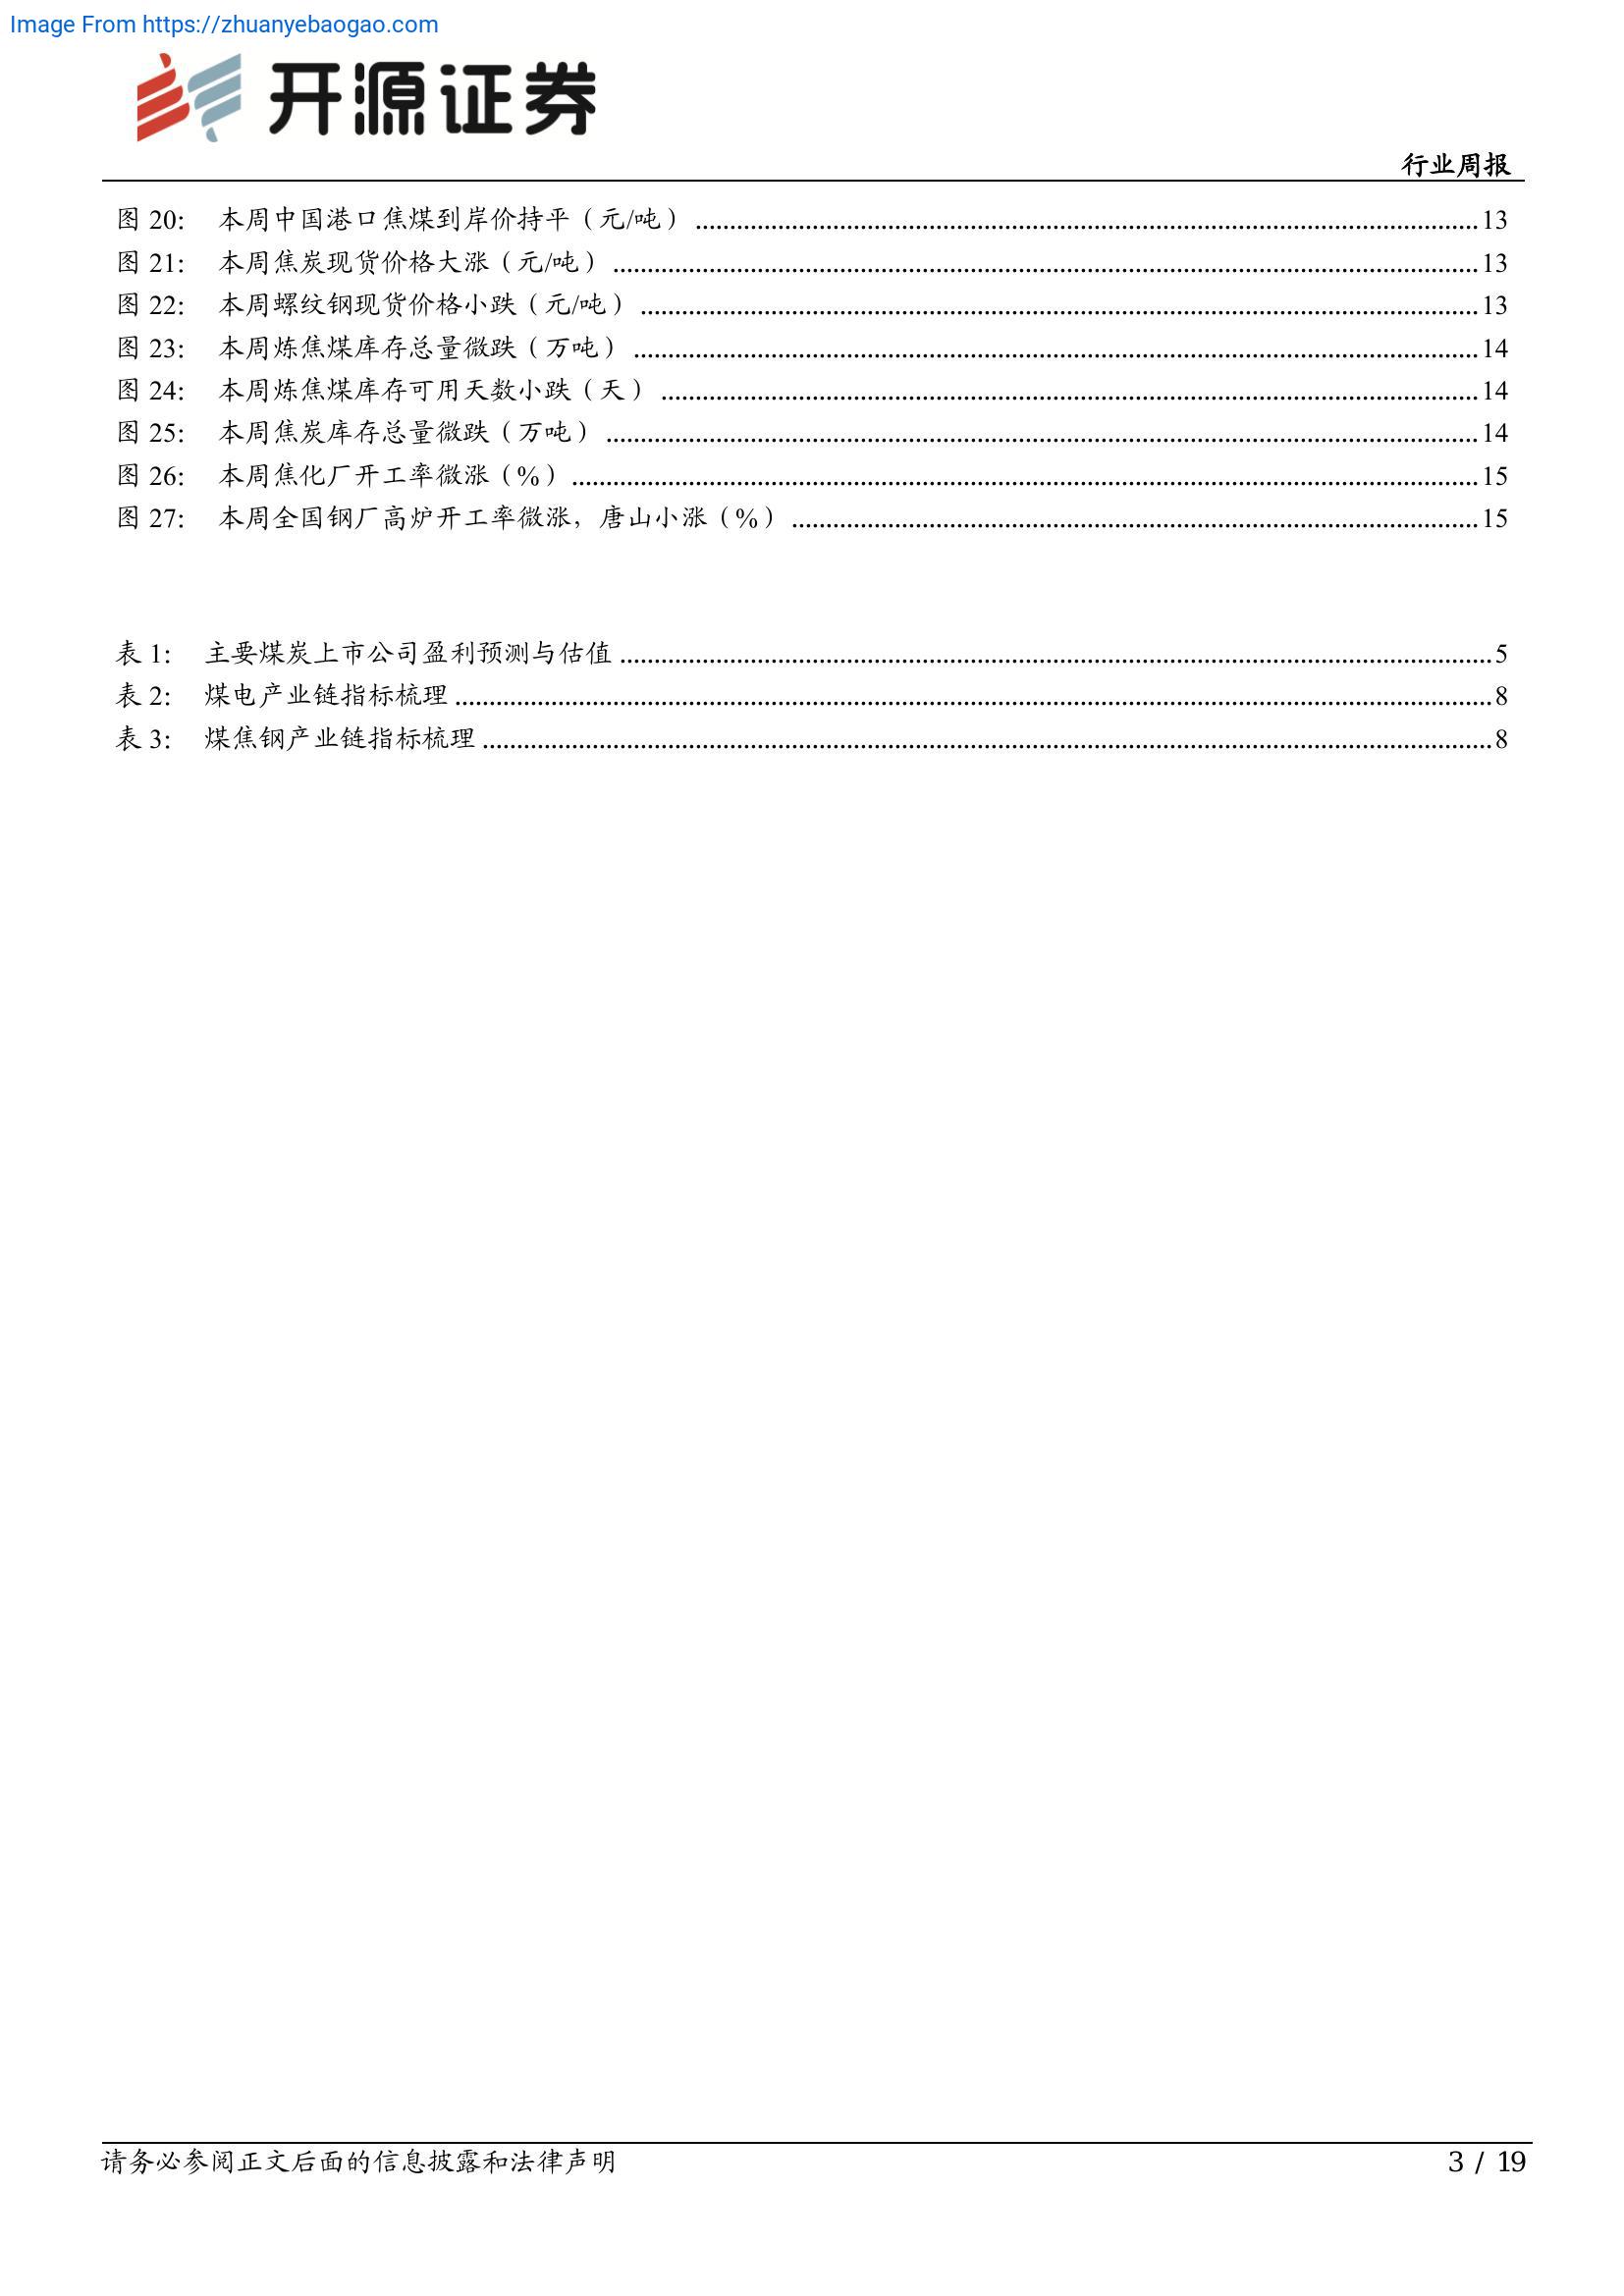 Image From https://zhuanyebaogao.com
开源证券
行业周报
图 20: 本周中国港口焦煤到岸价持平（元/吨） ........ 13
图 21: 本周焦炭现货价格大涨（元/吨） ........ 13
图 22: 本周螺纹钢现货价格小跌（元/吨） ........ 13
图 23: 本周炼焦煤库存总量微跌（万吨） ........ 14
图 24: 本周炼焦煤库存可用天数小跌（天） ........ 14
图 25: 本周焦炭库存总量微跌（万吨） ........ 14
图 26: 本周焦化厂开工率微涨（%） ........ 15
图 27: 本周全国钢厂高炉开工率微涨，唐山小涨（%） ........ 15
表 1: 主要煤炭上市公司盈利预测与估值 ........ 5
表 2: 煤电产业链指标梳理 ........ 8
表 3: 煤焦钢产业链指标梳理 ........ 8
请务必参阅正文后面的信息披露和法律声明
3 / 19